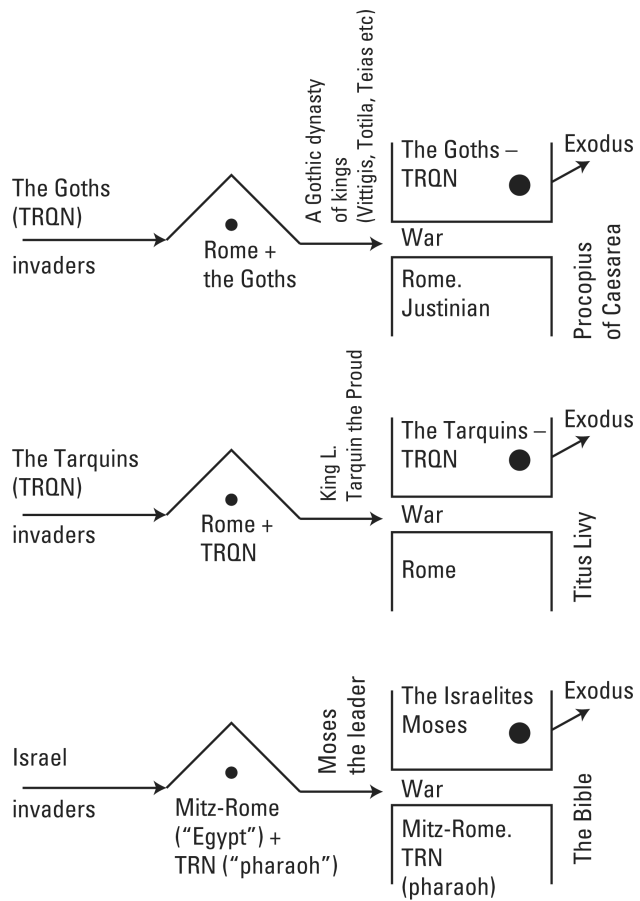 The Goths
(TRQN)
invaders
Rome +
the Goths
A Gothic dynasty
of kings
(Vittigis, Totila, Teias etc)
The Goths –
TRQN
Exodus
War
Rome.
Justinian
Procopius
of Caesarea
The Tarquins
(TRQN)
invaders
Rome +
TRQN
King L.
Tarquin the Proud
The Tarquins –
TRQN
Exodus
War
Rome
Titus Livy
Israel
invaders
Mitz-Rome
(“Egypt”) +
TRN (“pharaoh”)
Moses
the leader
The Israelites
Moses
Exodus
War
Mitz-Rome.
TRN
(pharaoh)
The Bible